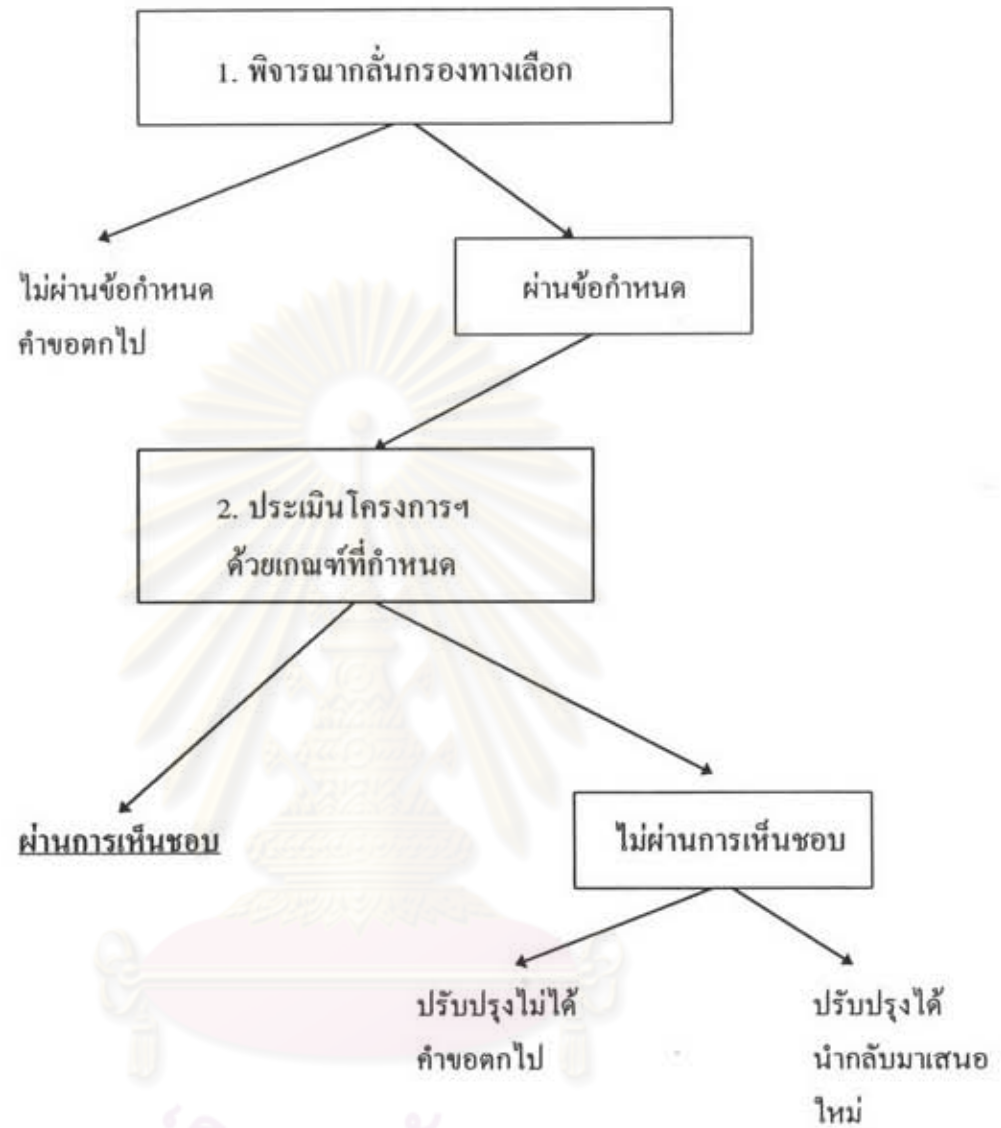 1. พิจารณากลั่นกรองทางเลือก
ไม่ผ่านข้อกำหนด
คำขอตกไป
ผ่านข้อกำหนด
2. ประเมินโครงการฯ
ด้วยเกณฑ์ที่กำหนด
ผ่านการเห็นชอบ
ไม่ผ่านการเห็นชอบ
ปรับปรุงไม่ได้
คำขอตกไป
ปรับปรุงได้
นำกลับมาเสนอ
ใหม่